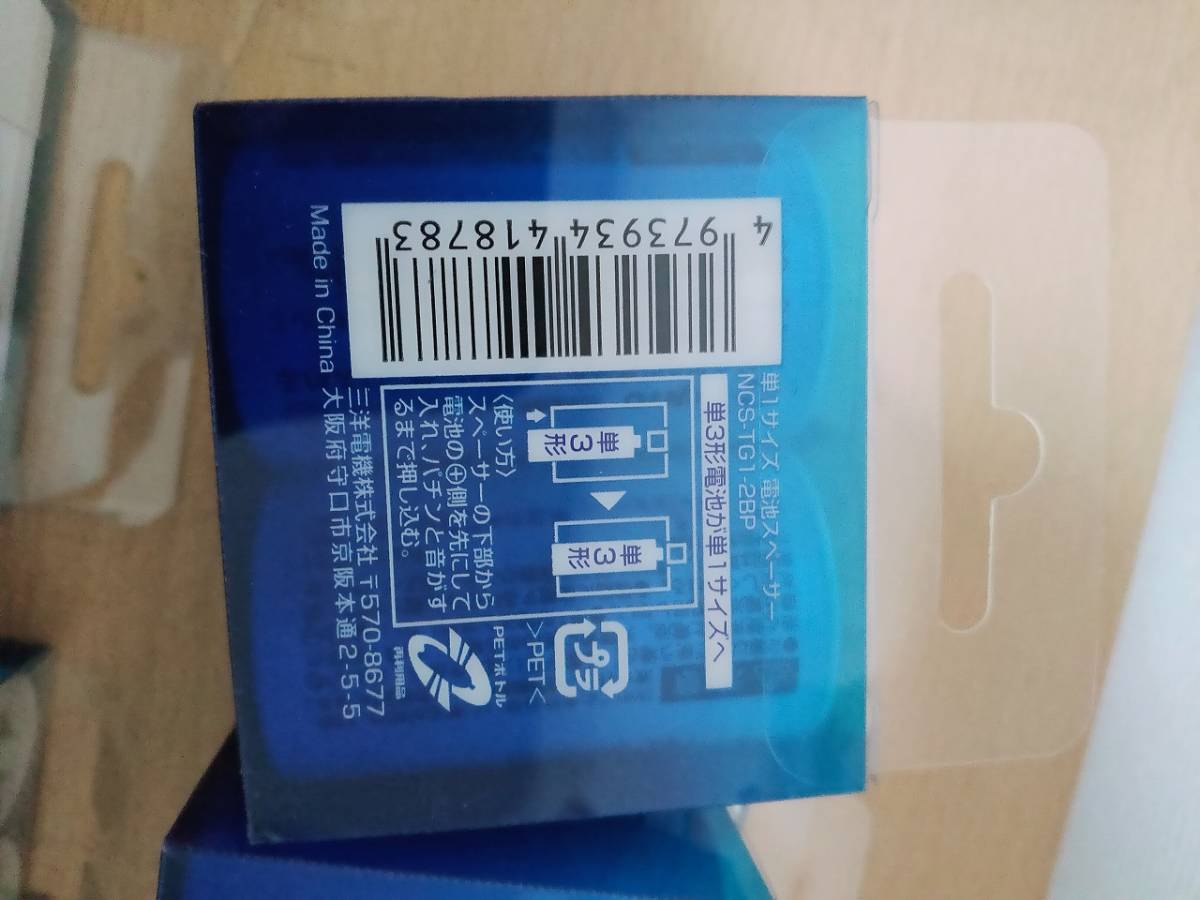 単1サイズ 電池スペーサー
NCS-TG1-2BP
単3形電池が単1サイズへ
4 973934 418783
単3形
単3形
〈使い方〉
スペーサーの下部から
電池の⊕側を先にして
入れ、パチンと音がす
るまで押し込む。
プラ
>PET<
PETボトル
再利用品
三洋電機株式会社 〒570-8677
大阪府守口市京阪本通2-5-5
Made in China